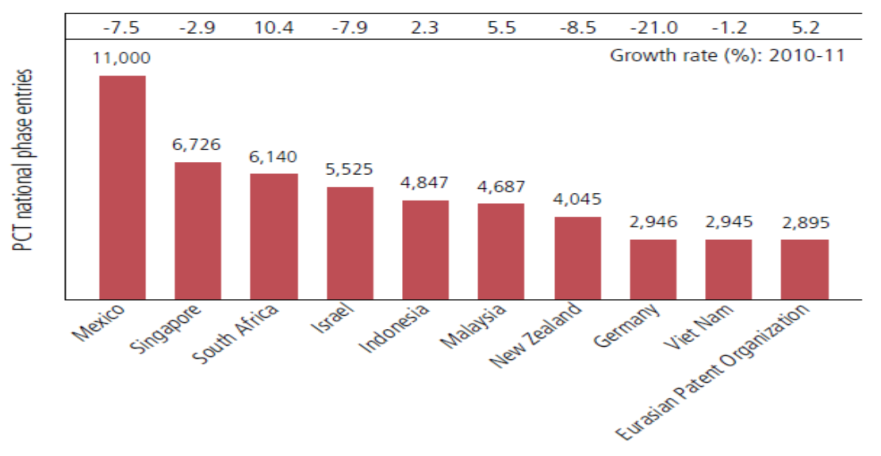 -7.5 -2.9 10.4 -7.9 2.3 5.5 -8.5 -21.0 -1.2 5.2
Growth rate (%): 2010-11
11,000
6,726
6,140
5,525
4,847
4,687
4,045
2,946
2,945
2,895
PCT national phase entries
Mexico
Singapore
South Africa
Israel
Indonesia
Malaysia
New Zealand
Germany
Viet Nam
Eurasian Patent Organization